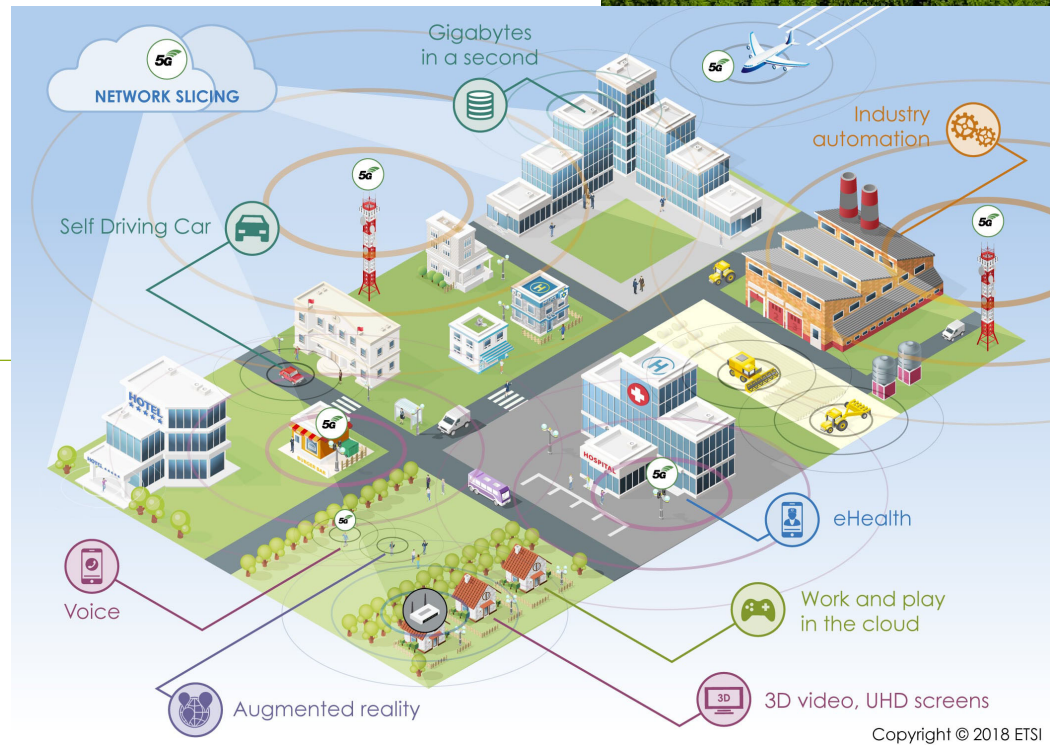 5G
NETWORK SLICING
Gigabytes
in a second
5G
Industry
automation
5G
5G
Self Driving Car
H
HOTEL
HOTEL
5G
H
HOSPITAL
5G
eHealth
5G
Voice
Work and play
in the cloud
Augmented reality
3D
3D video, UHD screens
Copyright © 2018 ETSI